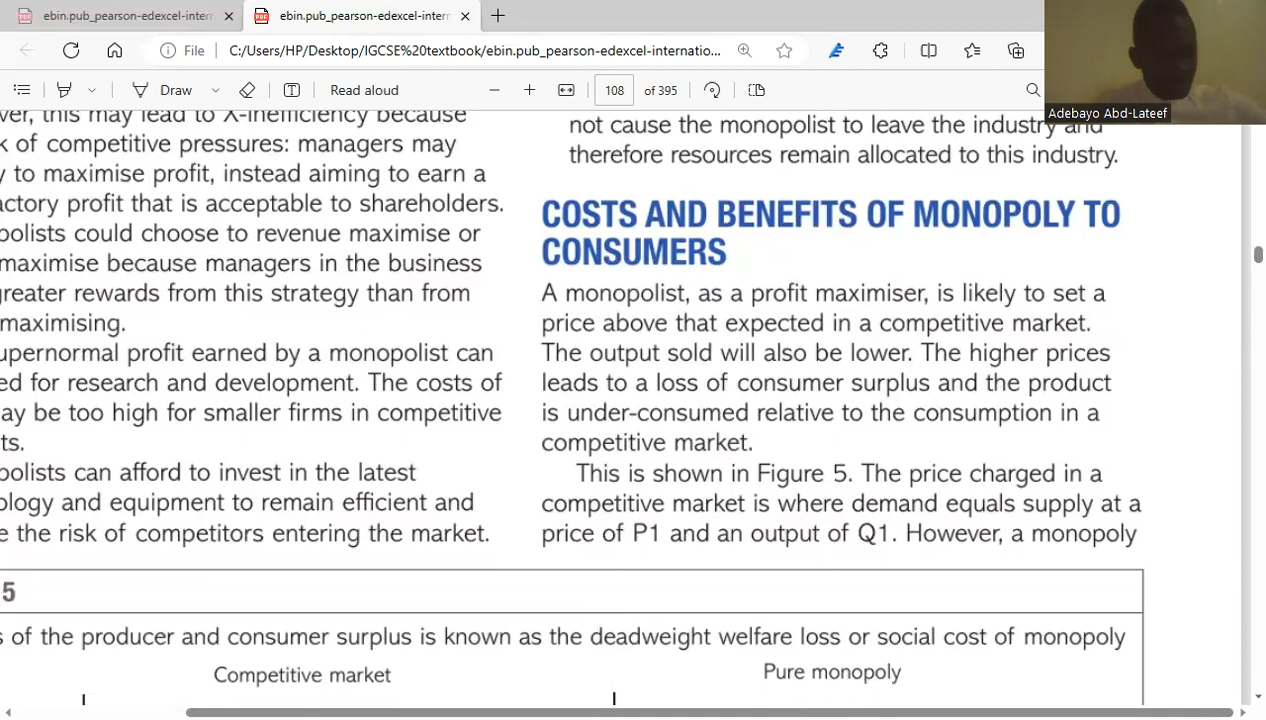 ebin.pub_pearson-edexcel-intern
ebin.pub_pearson-edexcel-intern
File
C:/Users/HP/Desktop/IGCSE%20textbook/ebin.pub_pearson-edexcel-internatio...
Draw
Read aloud
108 of 395
Adebayo Abd-Lateef
ver, this may lead to X-inefficiency because
k of competitive pressures: managers may
y to maximise profit, instead aiming to earn a
actory profit that is acceptable to shareholders.
polists could choose to revenue maximise or
maximise because managers in the business
greater rewards from this strategy than from
maximising.
upernormal profit earned by a monopolist can
ed for research and development. The costs of
ay be too high for smaller firms in competitive
ts.
polists can afford to invest in the latest
ology and equipment to remain efficient and
e the risk of competitors entering the market.
not cause the monopolist to leave the industry and
therefore resources remain allocated to this industry.
COSTS AND BENEFITS OF MONOPOLY TO
CONSUMERS
A monopolist, as a profit maximiser, is likely to set a
price above that expected in a competitive market.
The output sold will also be lower. The higher prices
leads to a loss of consumer surplus and the product
is under-consumed relative to the consumption in a
competitive market.
This is shown in Figure 5. The price charged in a
competitive market is where demand equals supply at a
price of P1 and an output of Q1. However, a monopoly
5
s of the producer and consumer surplus is known as the deadweight welfare loss or social cost of monopoly
Competitive market
Pure monopoly